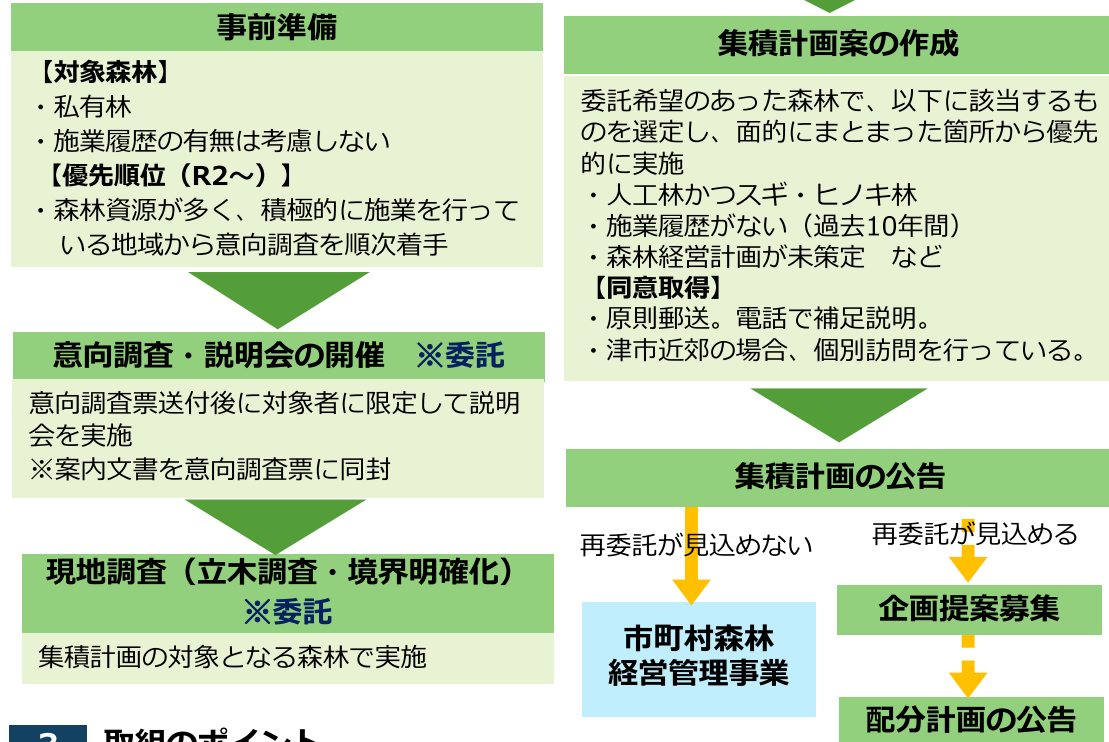 事前準備
【対象森林】
・私有林
・施業履歴の有無は考慮しない
【優先順位（R2～）】
・森林資源が多く、積極的に施業を行って
いる地域から意向調査を順次着手
意向調査・説明会の開催　※委託
意向調査票送付後に対象者に限定して説明
会を実施
※案内文書を意向調査票に同封
現地調査（立木調査・境界明確化）
※委託
集積計画の対象となる森林で実施
集積計画案の作成
委託希望のあった森林で、以下に該当するも
のを選定し、面的にまとまった箇所から優先
的に実施
・人工林かつスギ・ヒノキ林
・施業履歴がない（過去10年間）
・森林経営計画が未策定　など
【同意取得】
・原則郵送。電話で補足説明。
・津市近郊の場合、個別訪問を行っている。
集積計画の公告
再委託が見込めない
再委託が見込める
市町村森林
経営管理事業
企画提案募集
配分計画の公告
3 取組のポイント